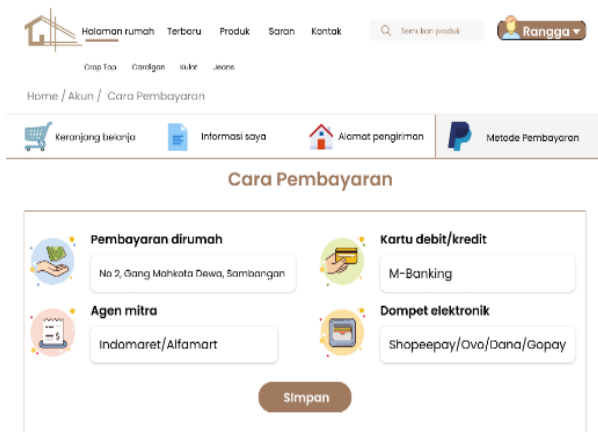 Halaman rumah Terbaru Produk Saran Kontak Temukan produk Rangga
Crop Top Cardigan Kulot Jeans
Home / Akun / Cara Pembayaran
Keranjang belanja Informasi saya Alamat pengiriman Metode Pembayaran
Cara Pembayaran
Pembayaran dirumah
No 2, Gang Mahkota Dewa, Sambangan
Kartu debit/kredit
M-Banking
Agen mitra
Indomaret/Alfamart
Dompet elektronik
Shopeepay/Ovo/Dana/Gopay
SImpan